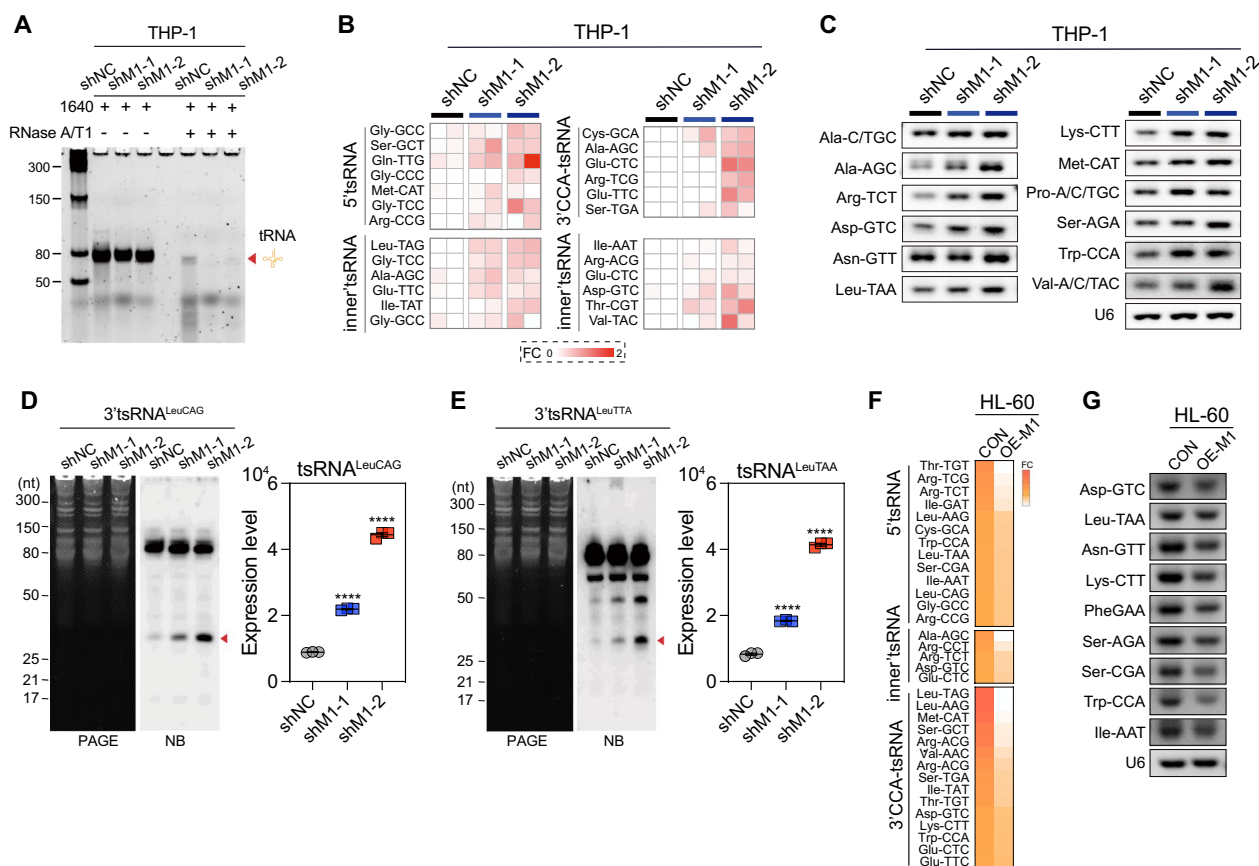 A
THP-1
shNC
shM1-1
shM1-2
shNC
shM1-1
shM1-2
1640 + + + + + +
RNase A/T1 - - - + + +
300
150
80
50
tRNA
B
THP-1
shNC
shM1-1
shM1-2
shNC
shM1-1
shM1-2
5'tsRNA
Gly-GCC
Ser-GCT
Gln-TTG
Gly-CCC
Met-CAT
Gly-TCC
Arg-CCG
inner'tsRNA
Leu-TAG
Gly-TCC
Ala-AGC
Glu-TTC
Ile-TAT
Gly-GCC
3'CCA-tsRNA
Cys-GCA
Ala-AGC
Glu-CTC
Arg-TCG
Glu-TTC
Ser-TGA
inner'tsRNA
Ile-AAT
Arg-ACG
Glu-CTC
Asp-GTC
Thr-CGT
Val-TAC
FC 0 2
C
THP-1
shNC
shM1-1
shM1-2
shNC
shM1-1
shM1-2
Ala-C/TGC
Ala-AGC
Arg-TCT
Asp-GTC
Asn-GTT
Leu-TAA
Lys-CTT
Met-CAT
Pro-A/C/TGC
Ser-AGA
Trp-CCA
Val-A/C/TAC
U6
D
3'tsRNA^LeuCAG
shNC
shM1-1
shM1-2
shNC
shM1-1
shM1-2
(nt)
300
200
150
80
50
25
21
17
PAGE
NB
tsRNA^LeuCAG
10^4
Expression level
4
2
0
****
****
shNC
shM1-1
shM1-2
E
3'tsRNA^LeuTTA
shNC
shM1-1
shM1-2
shNC
shM1-1
shM1-2
(nt)
300
200
150
80
50
25
21
17
PAGE
NB
tsRNA^LeuTAA
10^4
Expression level
4
2
0
****
****
shNC
shM1-1
shM1-2
F
HL-60
CON
OE-M1
FC
5'tsRNA
Thr-TGT
Arg-TCG
Arg-TCT
Ile-GAT
Leu-AAG
Cys-GCA
Trp-CCA
Leu-TAA
Ser-CGA
Ile-AAT
Leu-CAG
Gly-GCC
Arg-CCG
inner'tsRNA
Ala-AGC
Arg-CCT
Arg-TCT
Asp-GTC
Glu-CTC
3'CCA-tsRNA
Leu-TAG
Leu-AAG
Met-CAT
Ser-GCT
Arg-ACG
Val-AAC
Arg-ACG
Ser-TGA
Ile-TAT
Thr-TGT
Asp-GTC
Lys-CTT
Trp-CCA
Glu-CTC
Glu-TTC
G
HL-60
CON
OE-M1
Asp-GTC
Leu-TAA
Asn-GTT
Lys-CTT
PheGAA
Ser-AGA
Ser-CGA
Trp-CCA
Ile-AAT
U6